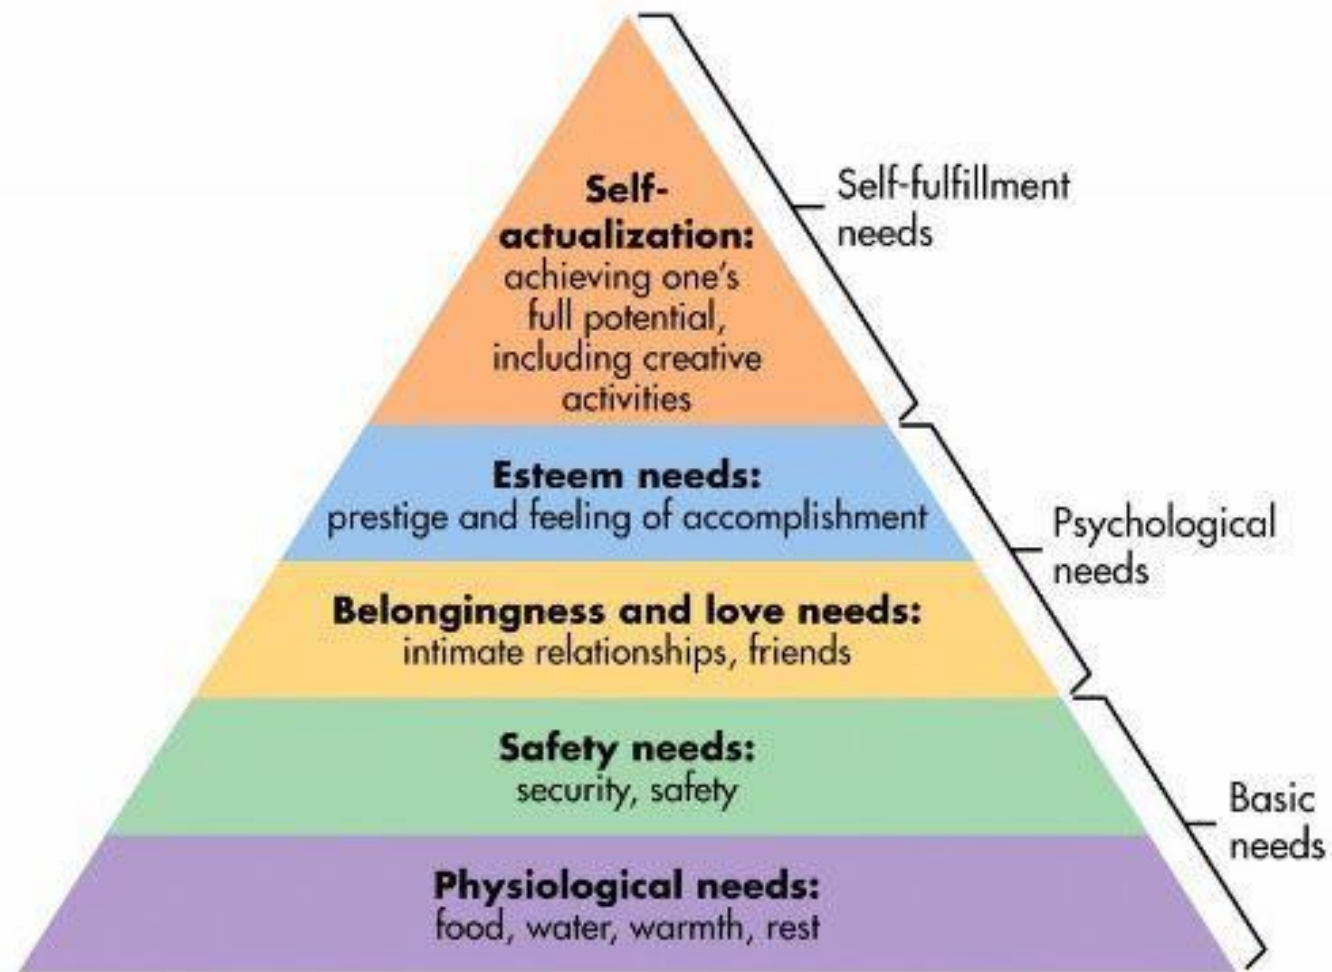 Self-
actualization:
achieving one's
full potential,
including creative
activities
Self-fulfillment
needs
Esteem needs:
prestige and feeling of accomplishment
Psychological
needs
Belongingness and love needs:
intimate relationships, friends
Safety needs:
security, safety
Basic
needs
Physiological needs:
food, water, warmth, rest